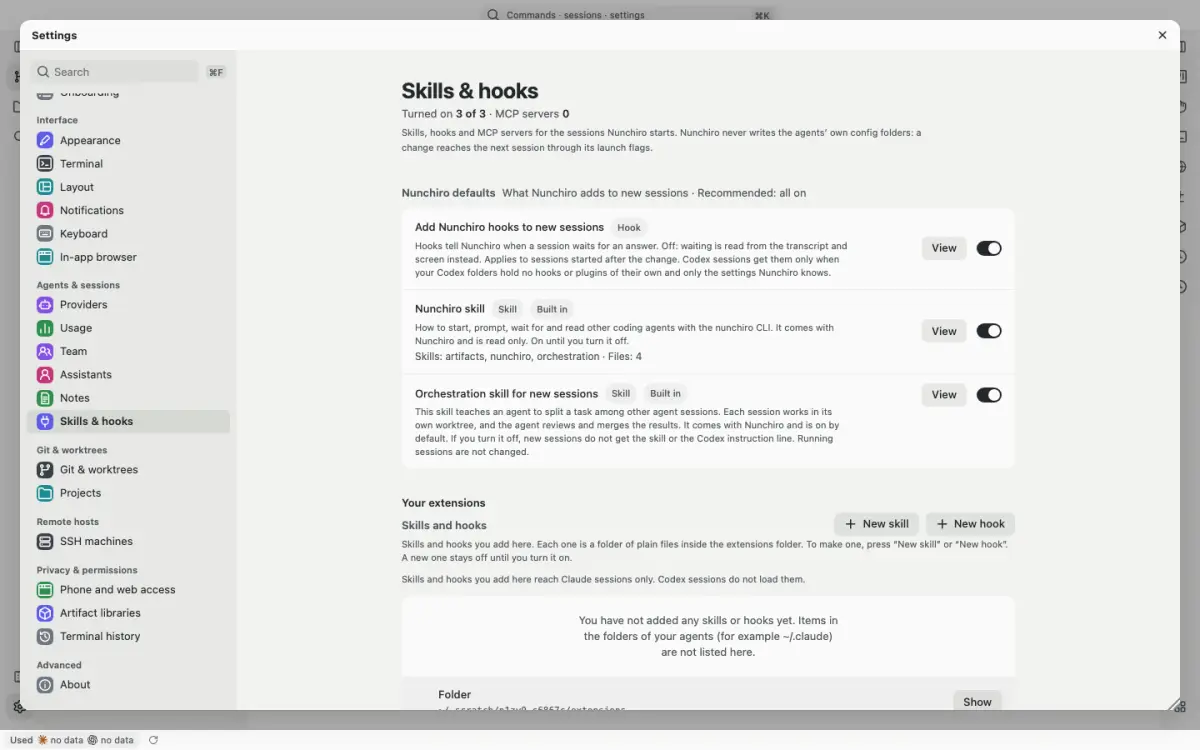 Commands · sessions · settings ⌘K
Settings
Search ⌘F
Onboarding
Interface
Appearance
Terminal
Layout
Notifications
Keyboard
In-app browser
Agents & sessions
Providers
Usage
Team
Assistants
Notes
Skills & hooks
Git & worktrees
Git & worktrees
Projects
Remote hosts
SSH machines
Privacy & permissions
Phone and web access
Artifact libraries
Terminal history
Advanced
About
Skills & hooks
Turned on 3 of 3 · MCP servers 0
Skills, hooks and MCP servers for the sessions Nunchiro starts. Nunchiro never writes the agents' own config folders: a
change reaches the next session through its launch flags.
Nunchiro defaults What Nunchiro adds to new sessions · Recommended: all on
Add Nunchiro hooks to new sessions Hook
Hooks tell Nunchiro when a session waits for an answer. Off: waiting is read from the transcript and
screen instead. Applies to sessions started after the change. Codex sessions get them only when
your Codex folders hold no hooks or plugins of their own and only the settings Nunchiro knows.
View
Nunchiro skill Skill Built in
How to start, prompt, wait for and read other coding agents with the nunchiro CLI. It comes with
Nunchiro and is read only. On until you turn it off.
Skills: artifacts, nunchiro, orchestration · Files: 4
View
Orchestration skill for new sessions Skill Built in
This skill teaches an agent to split a task among other agent sessions. Each session works in its
own worktree, and the agent reviews and merges the results. It comes with Nunchiro and is on by
default. If you turn it off, new sessions do not get the skill or the Codex instruction line. Running
sessions are not changed.
View
Your extensions
Skills and hooks
New skill
New hook
Skills and hooks you add here. Each one is a folder of plain files inside the extensions folder. To make one, press "New skill" or "New hook".
A new one stays off until you turn it on.
Skills and hooks you add here reach Claude sessions only. Codex sessions do not load them.
You have not added any skills or hooks yet. Items in
the folders of your agents (for example ~/.claude)
are not listed here.
Folder
Show
Used no data no data